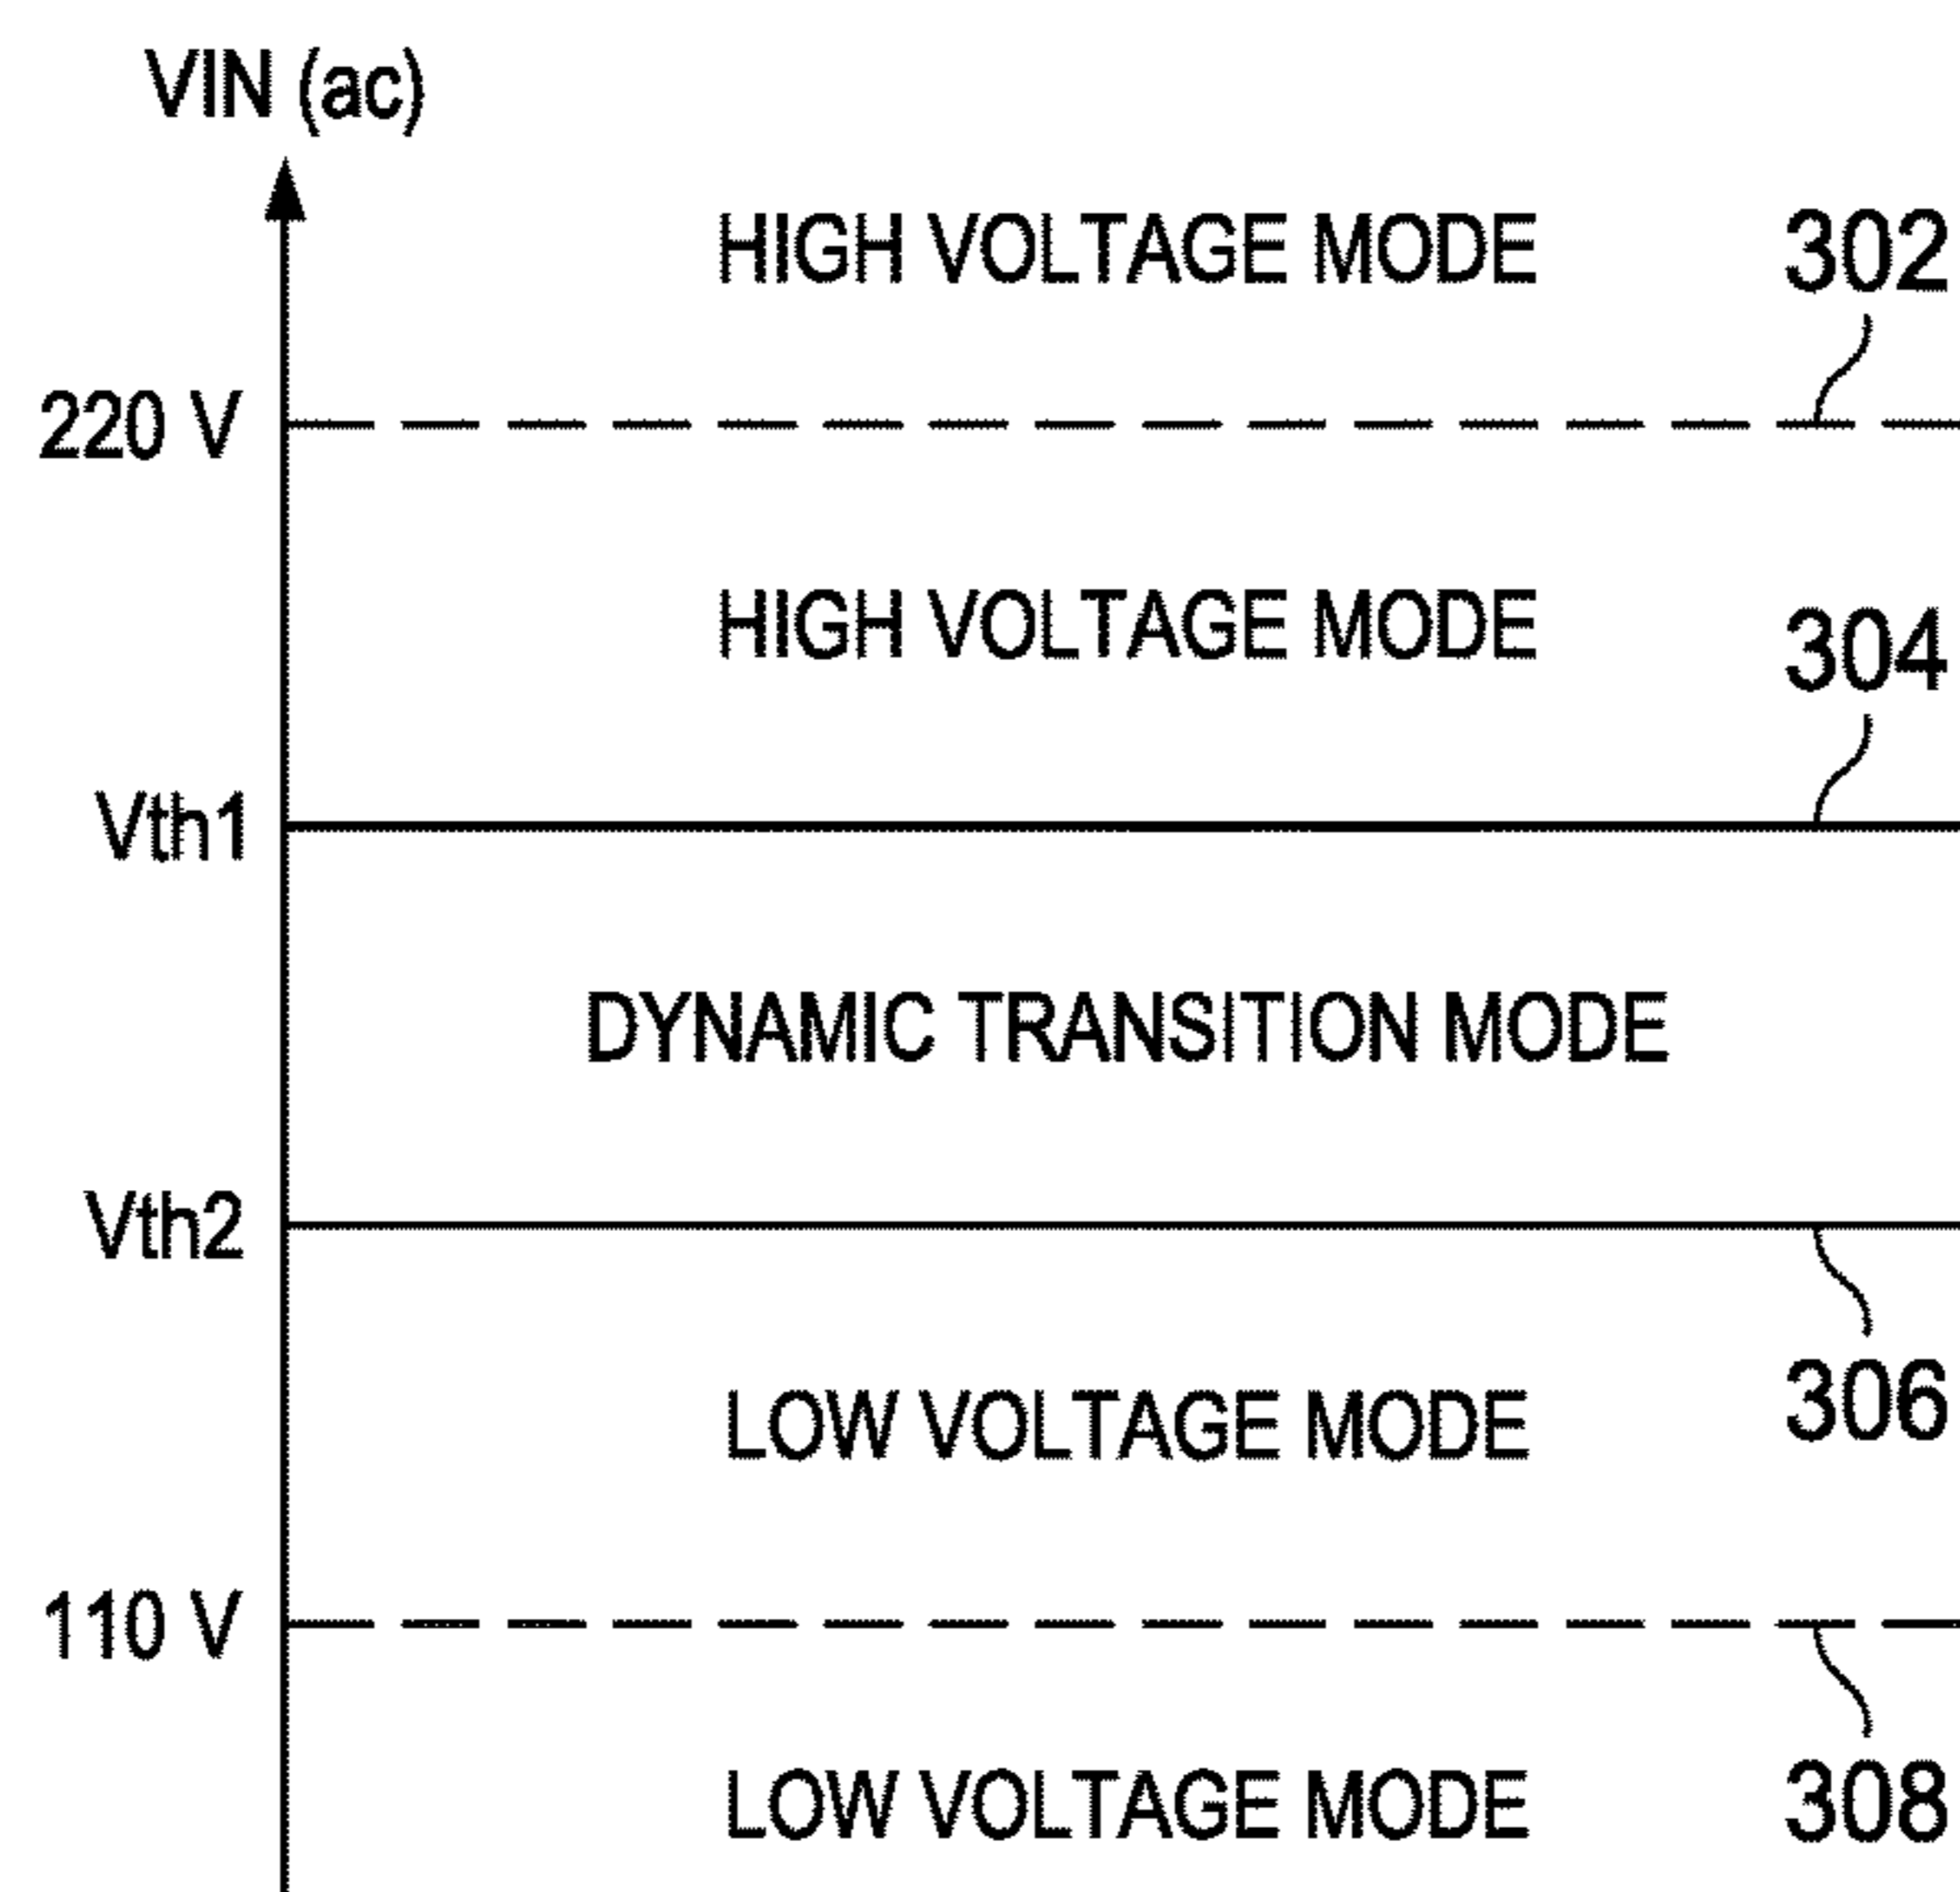 VIN (ac)
HIGH VOLTAGE MODE
302
220 V
HIGH VOLTAGE MODE
304
Vth1
DYNAMIC TRANSITION MODE
Vth2
LOW VOLTAGE MODE
306
110 V
LOW VOLTAGE MODE
308